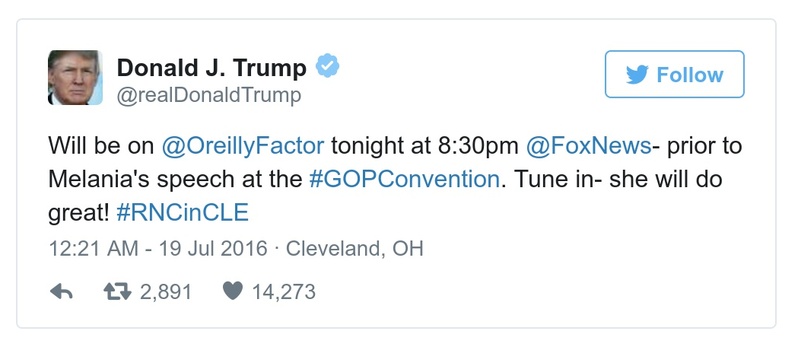 Donald J. Trump
@realDonaldTrump
Follow
Will be on @OreillyFactor tonight at 8:30pm @FoxNews- prior to
Melania's speech at the #GOPConvention. Tune in- she will do
great! #RNCinCLE
12:21 AM - 19 Jul 2016 · Cleveland, OH
2,891 14,273